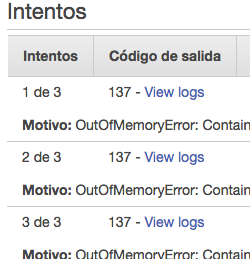 Intentos
Intentos Código de salida
1 de 3 137 - View logs
Motivo: OutOfMemoryError: Contain
2 de 3 137 - View logs
Motivo: OutOfMemoryError: Contain
3 de 3 137 - View logs
Motivo: OutOfMemoryError: Contain